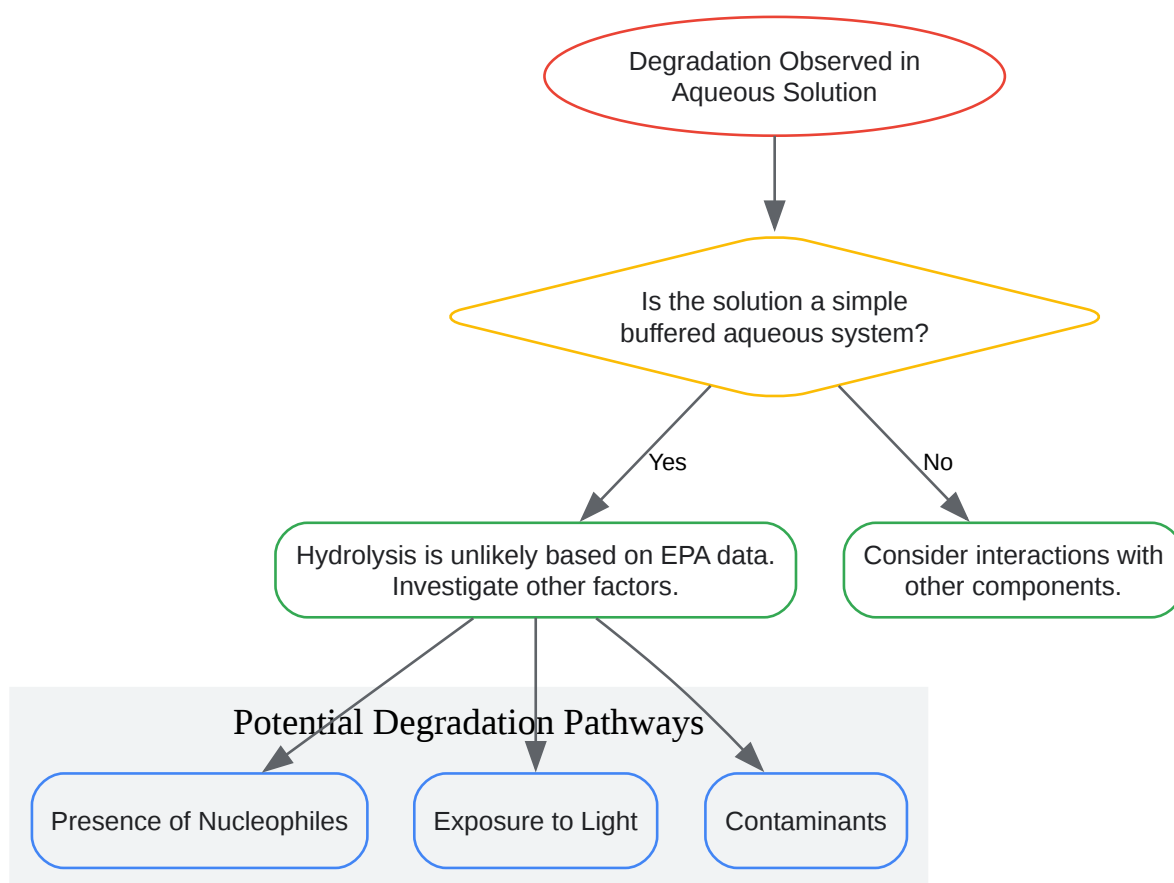 Degradation Observed in
Aqueous Solution
Is the solution a simple
buffered aqueous system?
Yes
No
Hydrolysis is unlikely based on EPA data.
Investigate other factors.
Consider interactions with
other components.
Potential Degradation Pathways
Presence of Nucleophiles
Exposure to Light
Contaminants